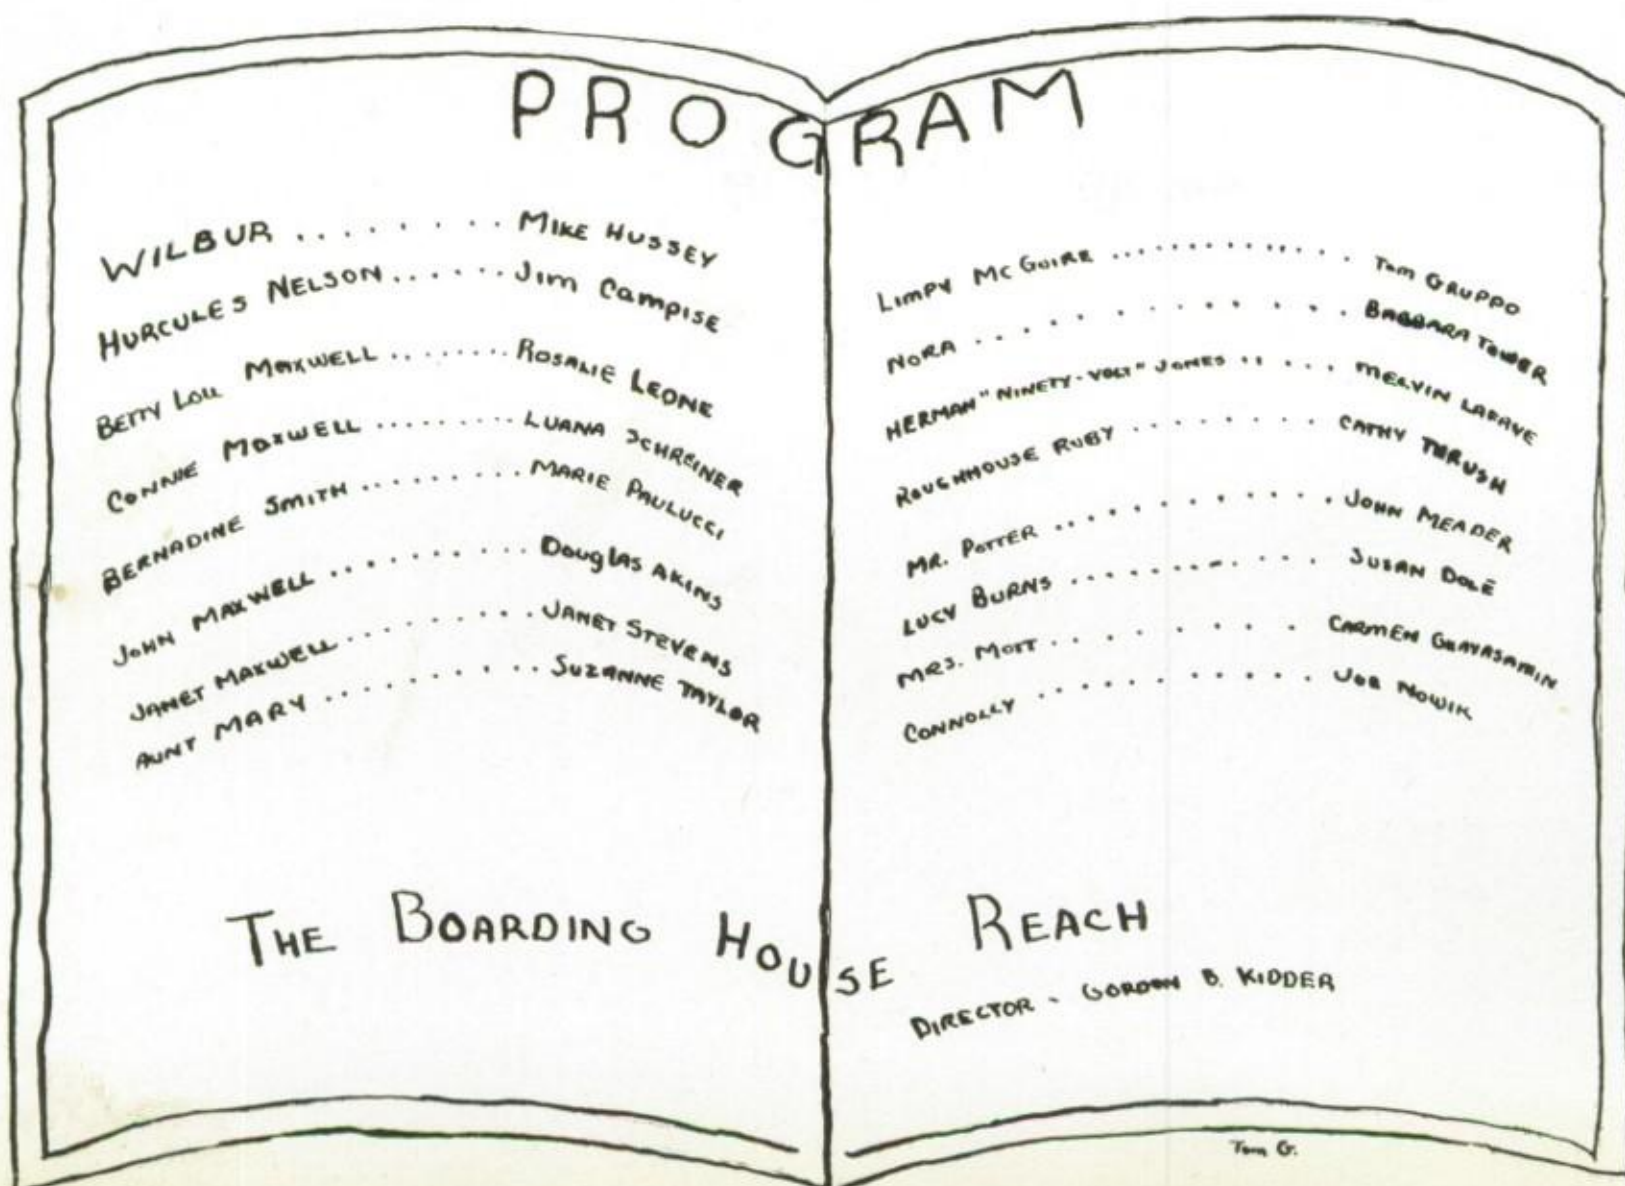 PROGRAM
WILBUR ........ MIKE HUSSEY
HURCULES NELSON ...... JIM CAMPISE
BETTY LOU MAXWELL ....... ROSALIE LEONE
CONNIE MAXWELL ........ LUANA SCHREINER
BERNADINE SMITH ......... MARIE PAULUCCI
JOHN MAXWELL .......... DOUGLAS AKINS
JANET MAXWELL ......... JANET STEVENS
AUNT MARY .......... SUZANNE TAYLOR
LIMPY MC GUIRE ............. TOM GRUPPO
NORA ........... BARBARA TOWER
HERMAN "NINETY-VOLT" JONES ..... MELVIN LAFAVE
ROUGHHOUSE RUBY ......... CATHY THRUSH
MR. POTTER ............ JOHN MEADER
LUCY BURNS ........... SUSAN DOLE
MRS. MOTT ......... CARMEN GUAYASAMIN
CONNOLLY ........... JOE NOWIK
THE BOARDING HOUSE REACH
DIRECTOR - GORDON B. KIDDER
Tom G.